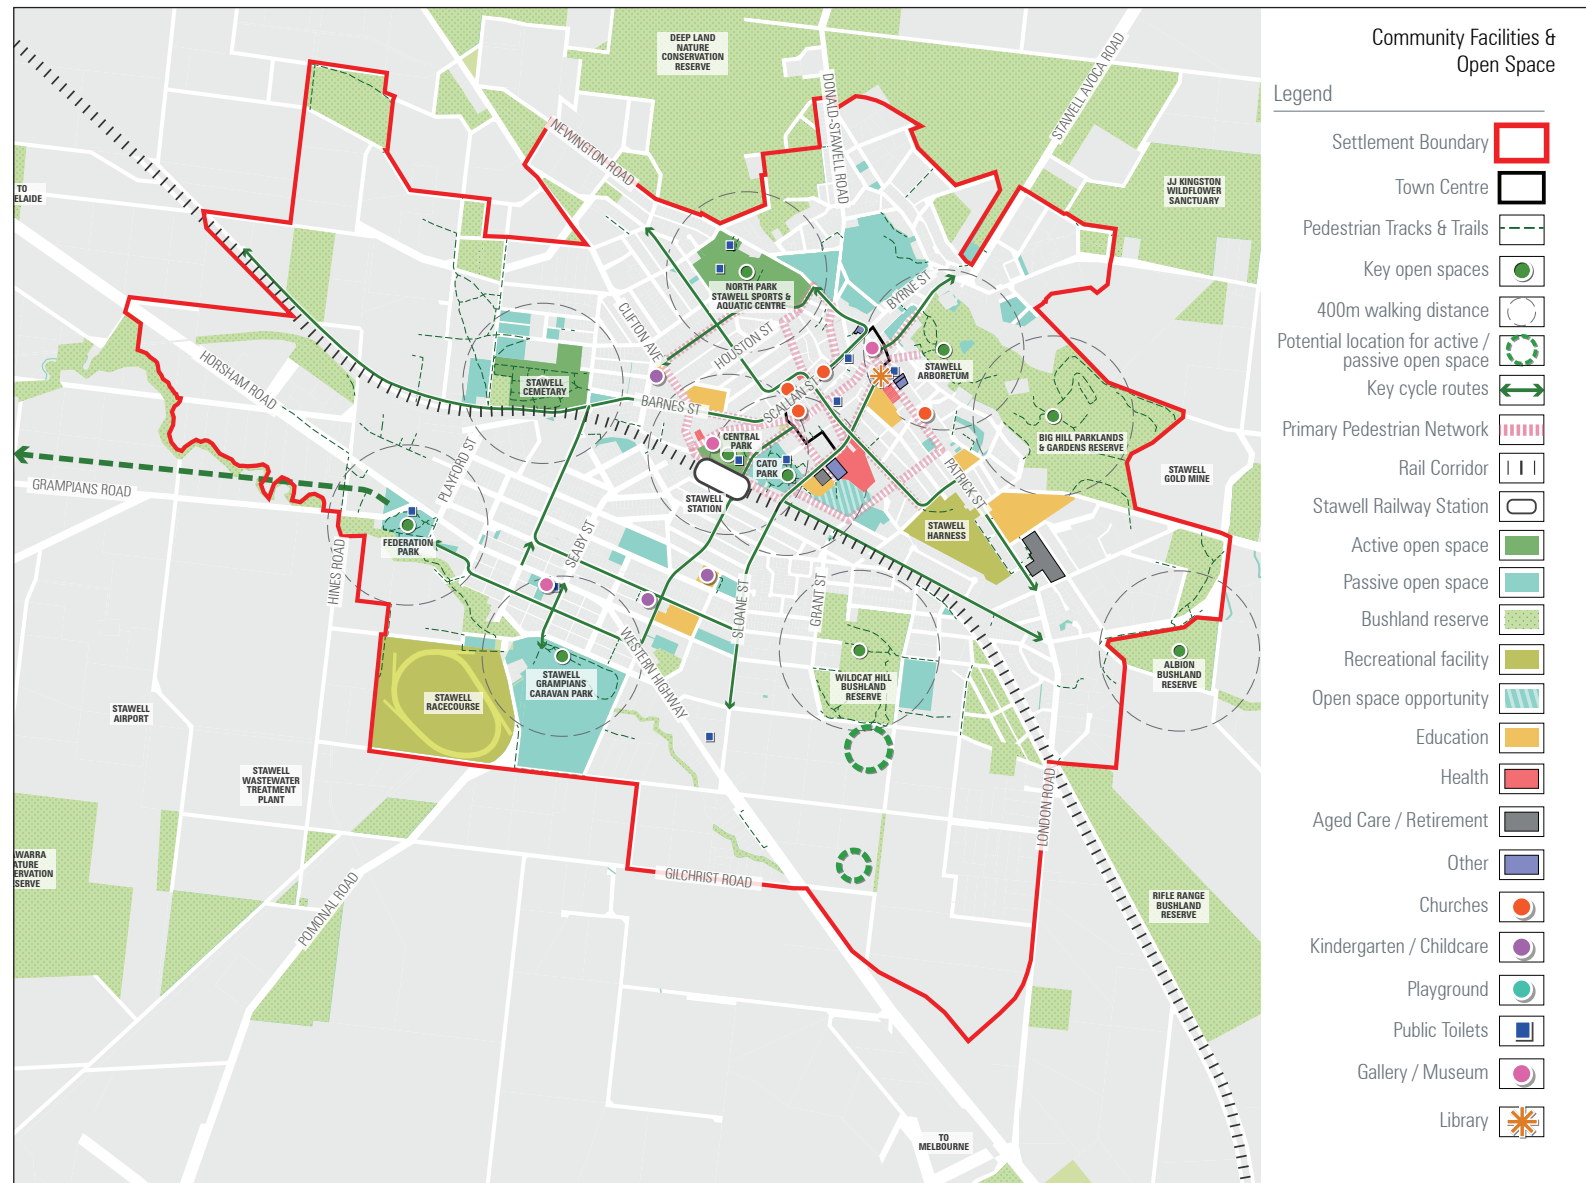 Community Facilities &
Open Space
Legend
Settlement Boundary
Town Centre
Pedestrian Tracks & Trails
Key open spaces
400m walking distance
Potential location for active /
passive open space
Key cycle routes
Primary Pedestrian Network
Rail Corridor
Stawell Railway Station
Active open space
Passive open space
Bushland reserve
Recreational facility
Open space opportunity
Education
Health
Aged Care / Retirement
Other
Churches
Kindergarten / Childcare
Playground
Public Toilets
Gallery / Museum
Library
DEEP LAND
NATURE
CONSERVATION
RESERVE
DONALD-STAWELL ROAD
STAWELL AVOCA ROAD
NEWINGTON ROAD
JJ KINGSTON
WILDFLOWER
SANCTUARY
TO
ELAIDE
NORTH PARK
STAWELL SPORTS &
AQUATIC CENTRE
BYRNE ST
CLIFTON AVE
HOUSTON ST
HORSHAM ROAD
STAWELL
CEMETERY
STAWELL
ARBORETUM
BARNES ST
SCALLAN ST
CENTRAL
PARK
CATO
PARK
BIG HILL PARKLANDS
& GARDENS RESERVE
STAWELL
GOLD MINE
PLAYFORD ST
PATRICK ST
GRAMPIANS ROAD
STAWELL
STATION
STAWELL
HARNESS
FEDERATION
PARK
HINES ROAD
SEABY ST
SLOANE ST
GRANT ST
WESTERN HIGHWAY
STAWELL
GRAMPIANS
CARAVAN PARK
WILDCAT HILL
BUSHLAND
RESERVE
ALBION
BUSHLAND
RESERVE
STAWELL
RACECOURSE
STAWELL
AIRPORT
STAWELL
WASTEWATER
TREATMENT
PLANT
LONDON ROAD
WARRA
ATURE
ERVATION
SERVE
GILCHRIST ROAD
POMONAL ROAD
RIFLE RANGE
BUSHLAND
RESERVE
TO
MELBOURNE